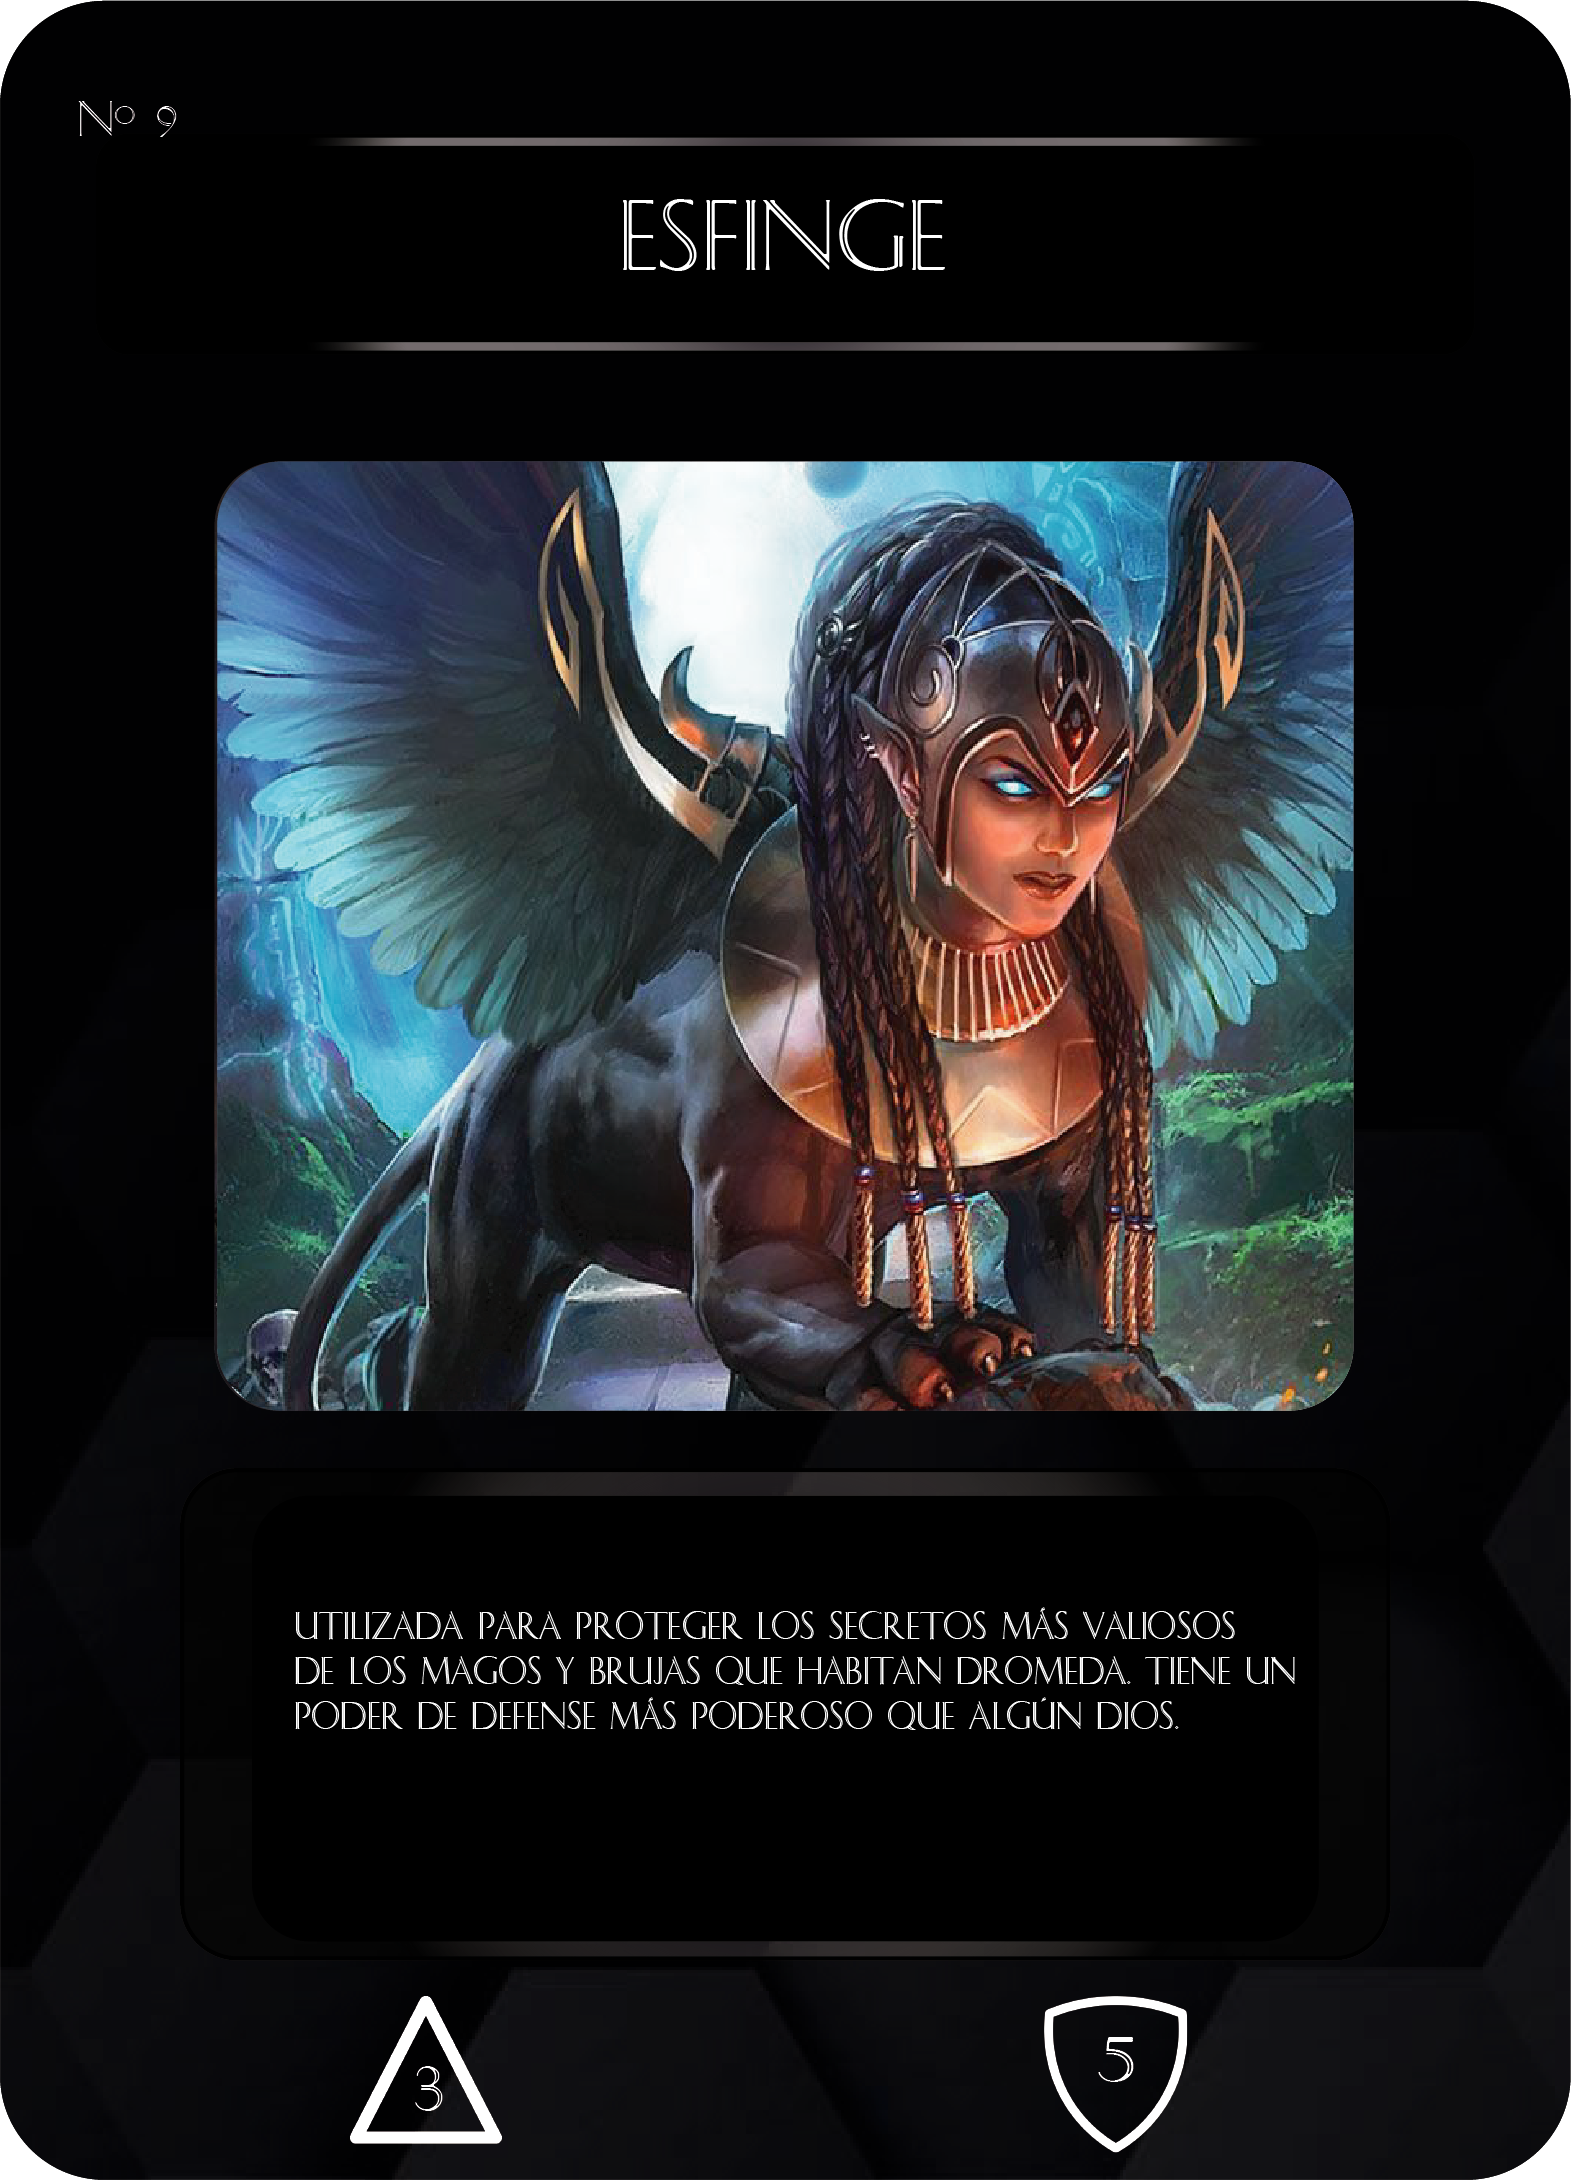 Nº 9
ESFINGE
UTILIZADA PARA PROTEGER LOS SECRETOS MÁS VALIOSOS
DE LOS MAGOS Y BRUJAS QUE HABITAN DROMEDA. TIENE UN
PODER DE DEFENSE MÁS PODEROSO QUE ALGÚN DIOS.
3
5